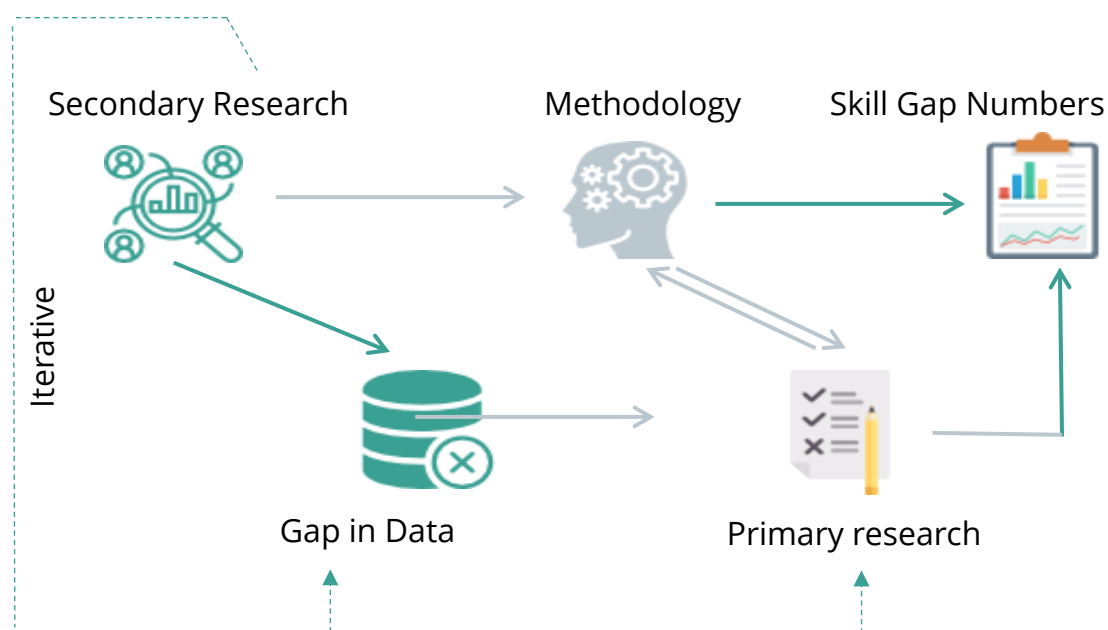 Secondary Research
Methodology
Skill Gap Numbers
Iterative
Gap in Data
Primary research